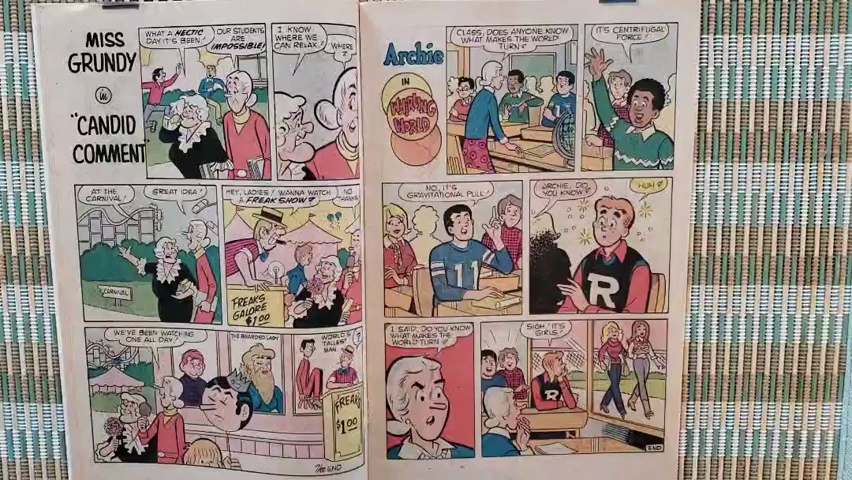 MISS
GRUNDY
in
"CANDID
COMMENT"
WHAT A HECTIC
DAY IT'S BEEN!
OUR STUDENTS
ARE
IMPOSSIBLE!
I KNOW
WHERE WE
CAN RELAX!
WHERE
?
AT THE
CARNIVAL!
GREAT IDEA!
CARNIVAL
HEY, LADIES! WANNA WATCH
A FREAK SHOW?
NO
THANKS
FREAKS
GALORE
$1.00
WE'VE BEEN WATCHING
ONE ALL DAY!
THE BEARDED LADY
WORLD'S
TALLEST
MAN
FREAKS
$1.00
THE END
Archie
IN
WHIRLING
WORLD
CLASS, DOES ANYONE KNOW
WHAT MAKES THE WORLD
TURN?
IT'S CENTRIFUGAL
FORCE!
NO, IT'S
GRAVITATIONAL PULL!
11
ARCHIE, DO
YOU KNOW?
HUH?
R
I SAID, DO YOU KNOW
WHAT MAKES THE
WORLD TURN?
SIGH! IT'S
GIRLS!
R
END